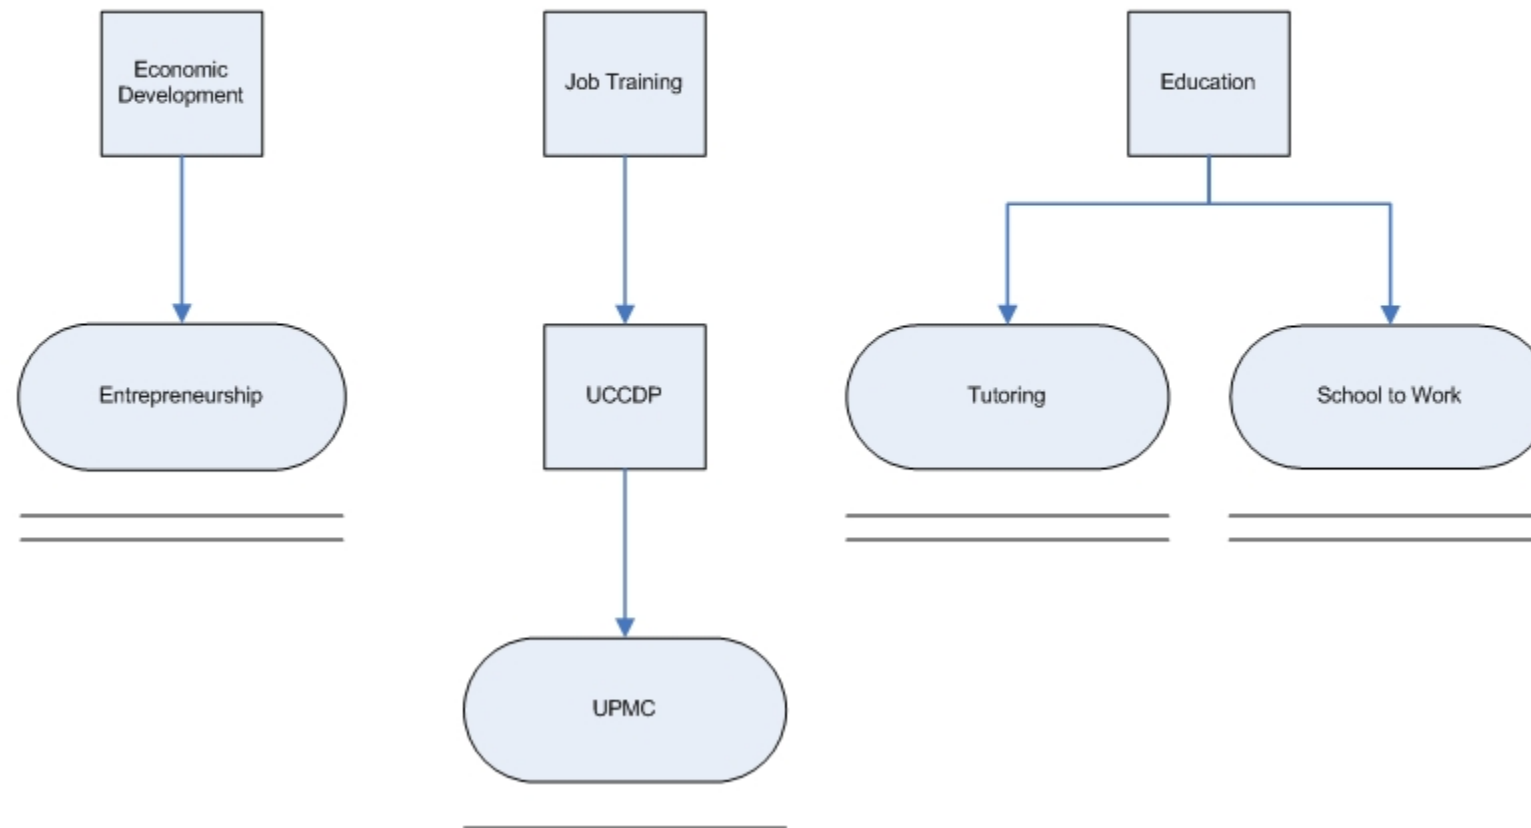 Economic
Development
Job Training
Education
Entrepreneurship
UCCDP
Tutoring
School to Work
UPMC